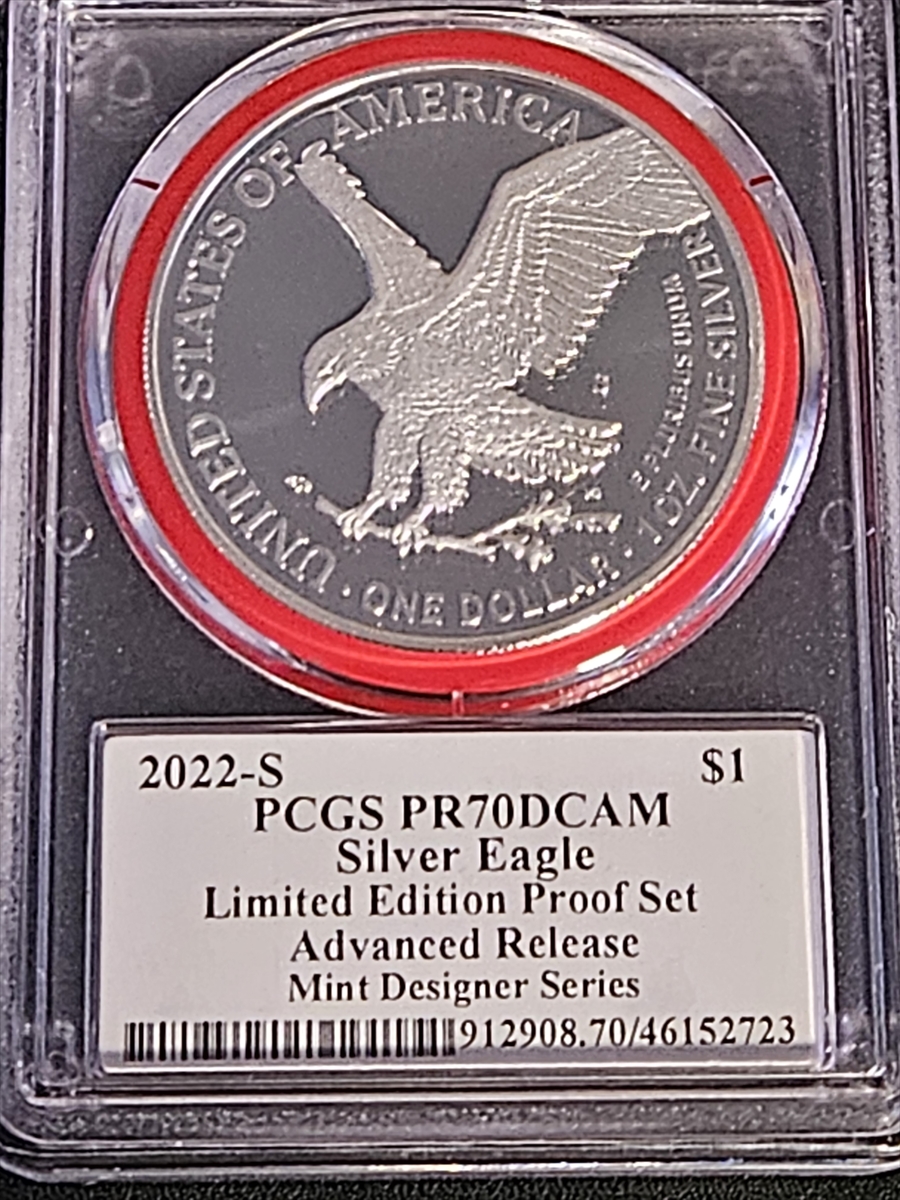 UNITED STATES OF AMERICA
E PLURIBUS UNUM
· ONE DOLLAR · 1 OZ. FINE SILVER
2022-S $1
PCGS PR70DCAM
Silver Eagle
Limited Edition Proof Set
Advanced Release
Mint Designer Series
912908.70/46152723